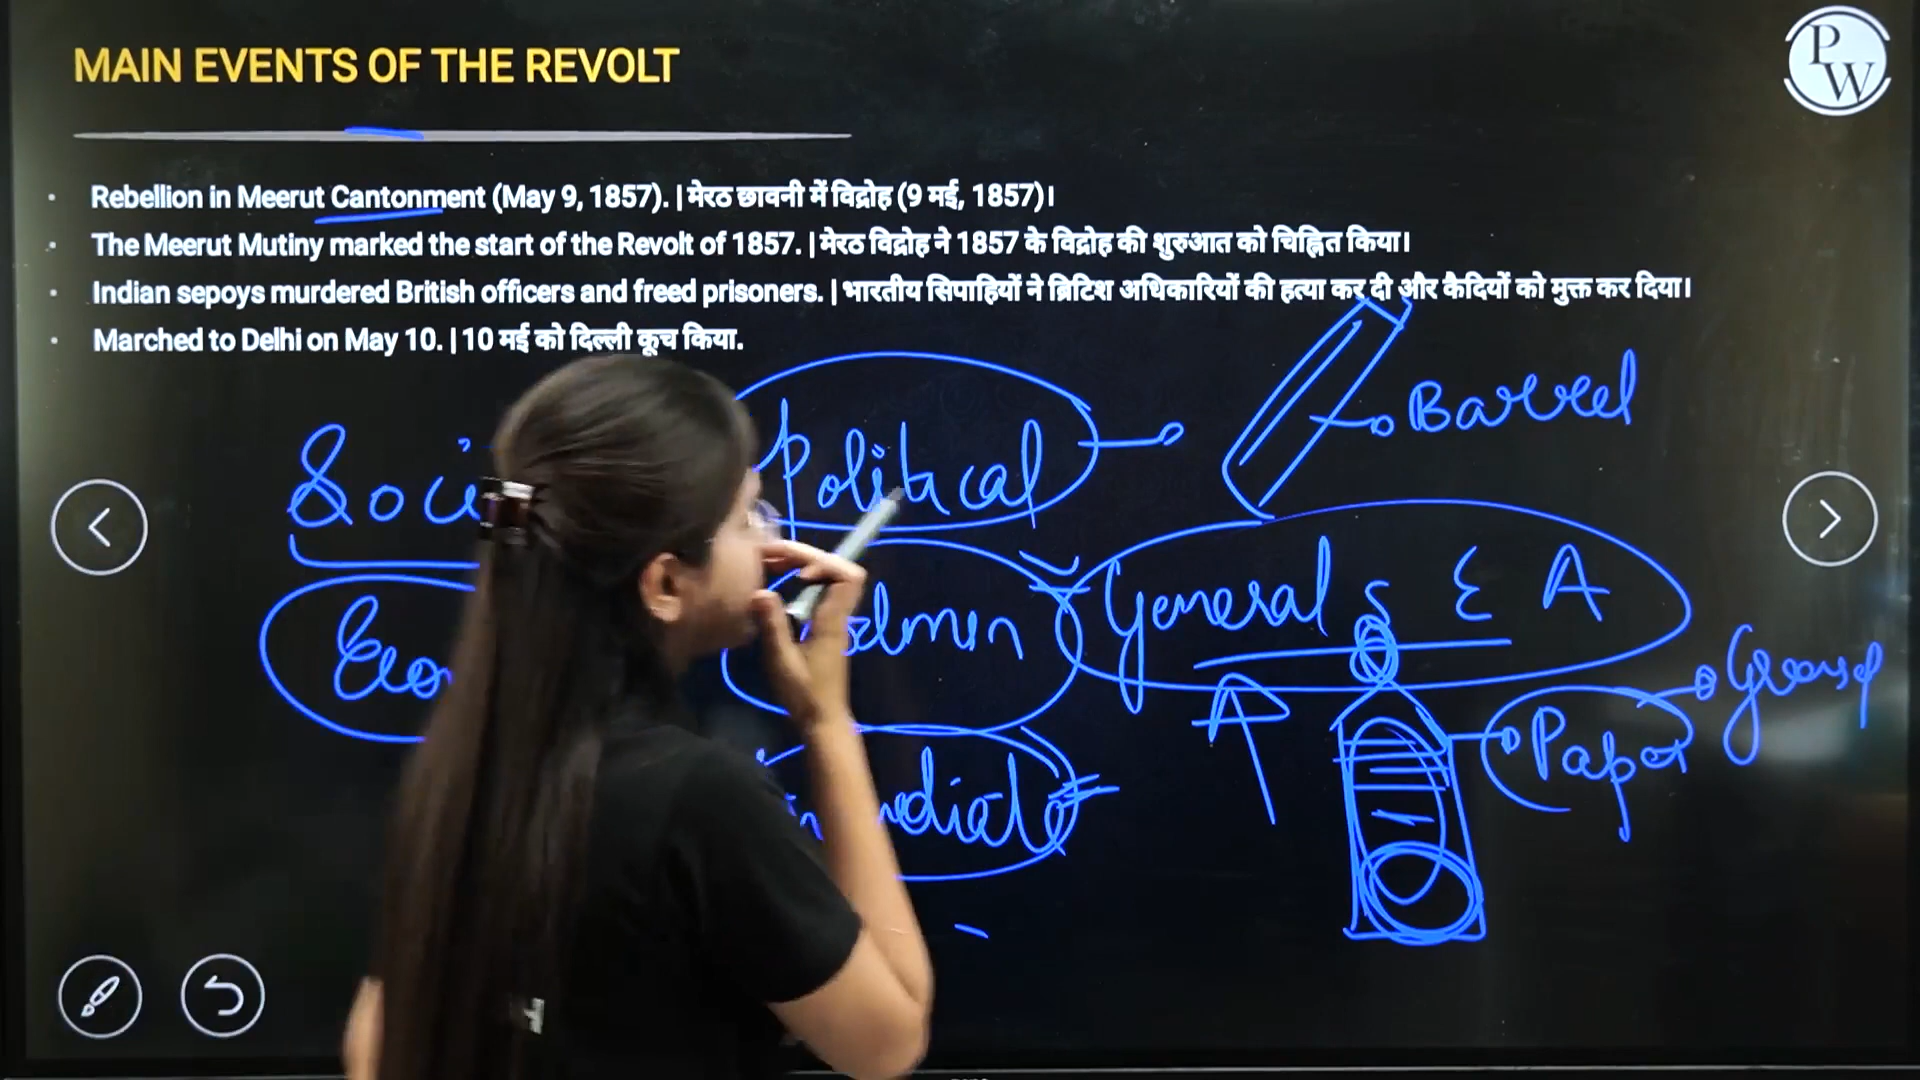 MAIN EVENTS OF THE REVOLT
PW
• Rebellion in Meerut Cantonment (May 9, 1857). | मेरठ छावनी में विद्रोह (9 मई, 1857)।
• The Meerut Mutiny marked the start of the Revolt of 1857. | मेरठ विद्रोह ने 1857 के विद्रोह की शुरुआत को चिह्नित किया।
• Indian sepoys murdered British officers and freed prisoners. | भारतीय सिपाहियों ने ब्रिटिश अधिकारियों की हत्या कर दी और कैदियों को मुक्त कर दिया।
• Marched to Delhi on May 10. | 10 मई को दिल्ली कूच किया.
Political
Barrel
General S E A
Paper